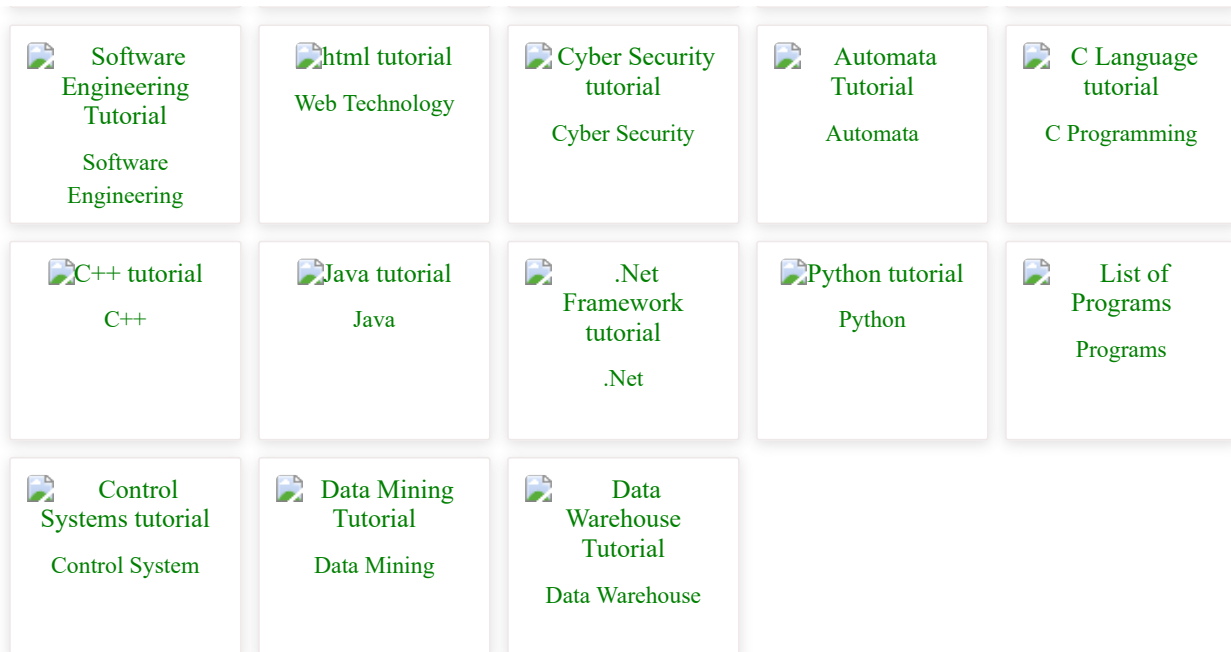 Software
Engineering
Tutorial
Software
Engineering
html tutorial
Web Technology
Cyber Security
tutorial
Cyber Security
Automata
Tutorial
Automata
C Language
tutorial
C Programming
C++ tutorial
C++
Java tutorial
Java
.Net
Framework
tutorial
.Net
Python tutorial
Python
List of
Programs
Programs
Control
Systems tutorial
Control System
Data Mining
Tutorial
Data Mining
Data
Warehouse
Tutorial
Data Warehouse